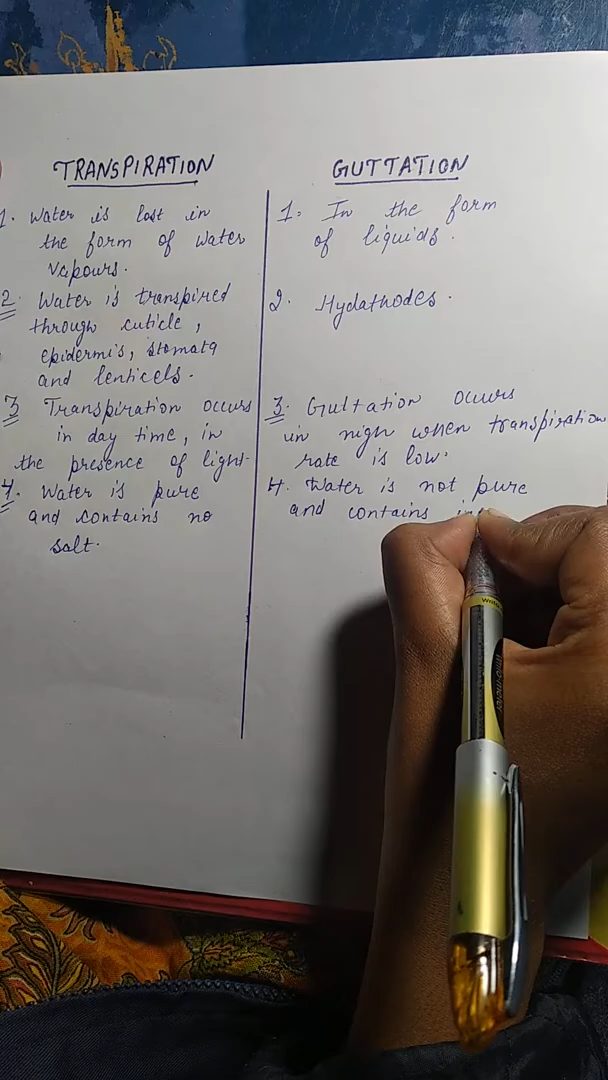 TRANSPIRATION
1. Water is lost in
the form of water
vapours.
2. Water is transpired
through cuticle,
epidermis, stomata
and lenticels.
3 Transpiration occurs
in day time, in
the presence of light.
4. Water is pure
and contains no
salt.
GUTTATION
1. In the form
of liquids.
2. Hydathodes.
3. Guttation occurs
in nigh when transpiration
rate is low.
4. Water is not pure
and contains